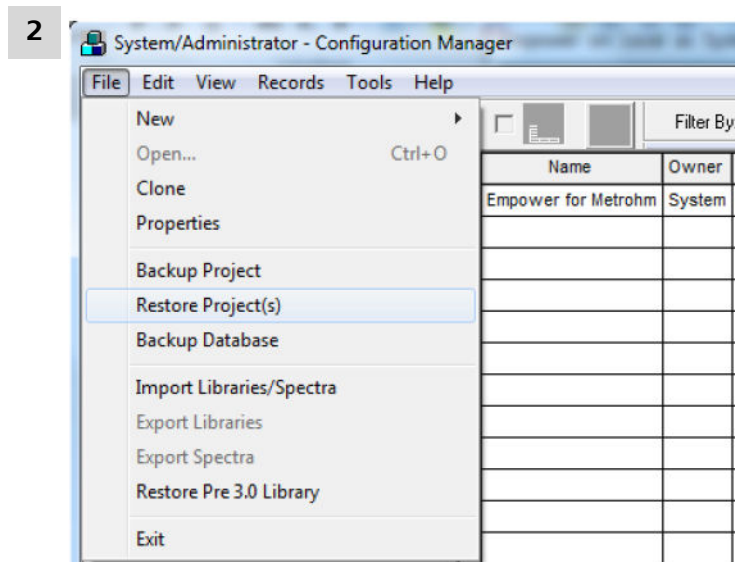 2
System/Administrator - Configuration Manager
File Edit View Records Tools Help
New
Open... Ctrl+O
Clone
Properties
Backup Project
Restore Project(s)
Backup Database
Import Libraries/Spectra
Export Libraries
Export Spectra
Restore Pre 3.0 Library
Exit
Filter By
Name Owner
Empower for Metrohm System